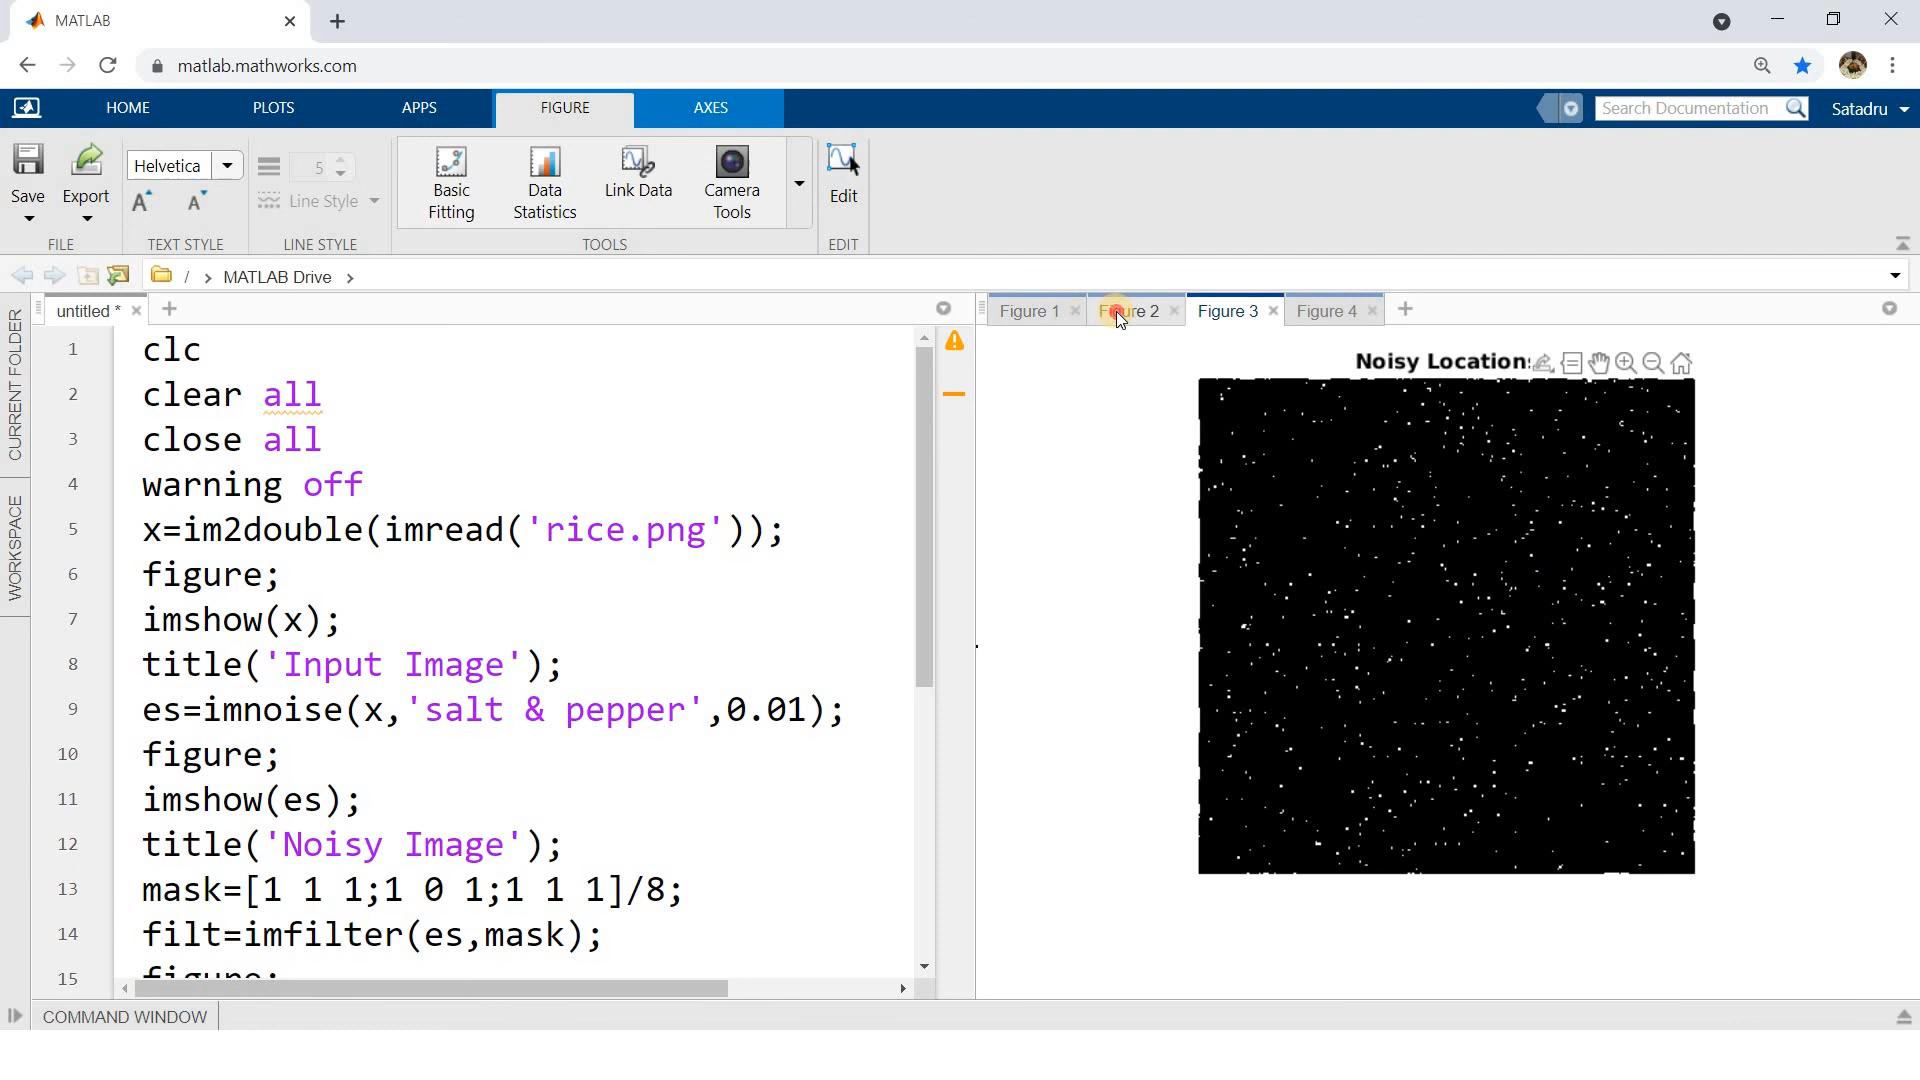 MATLAB
matlab.mathworks.com
HOME
PLOTS
APPS
FIGURE
AXES
Search Documentation
Satadru
Save
Export
FILE
Helvetica
A A
TEXT STYLE
5
Line Style
LINE STYLE
Basic Fitting
Data Statistics
Link Data
Camera Tools
TOOLS
Edit
EDIT
/ > MATLAB Drive >
CURRENT FOLDER
WORKSPACE
untitled *
1 clc
2 clear all
3 close all
4 warning off
5 x=im2double(imread('rice.png'));
6 figure;
7 imshow(x);
8 title('Input Image');
9 es=imnoise(x,'salt & pepper',0.01);
10 figure;
11 imshow(es);
12 title('Noisy Image');
13 mask=[1 1 1;1 0 1;1 1 1]/8;
14 filt=imfilter(es,mask);
15 figure;
Figure 1
Figure 2
Figure 3
Figure 4
Noisy Location
COMMAND WINDOW